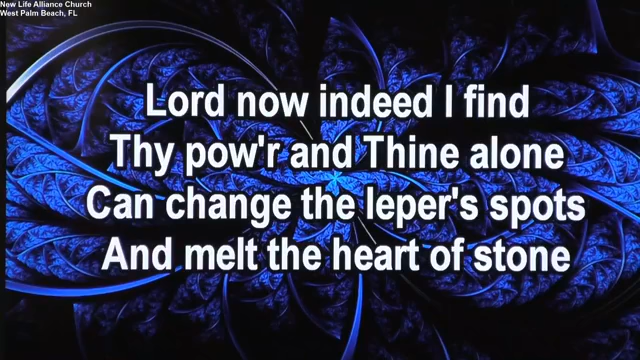 New Life Alliance Church
West Palm Beach, FL
Lord now indeed I find
Thy pow'r and Thine alone
Can change the leper's spots
And melt the heart of stone